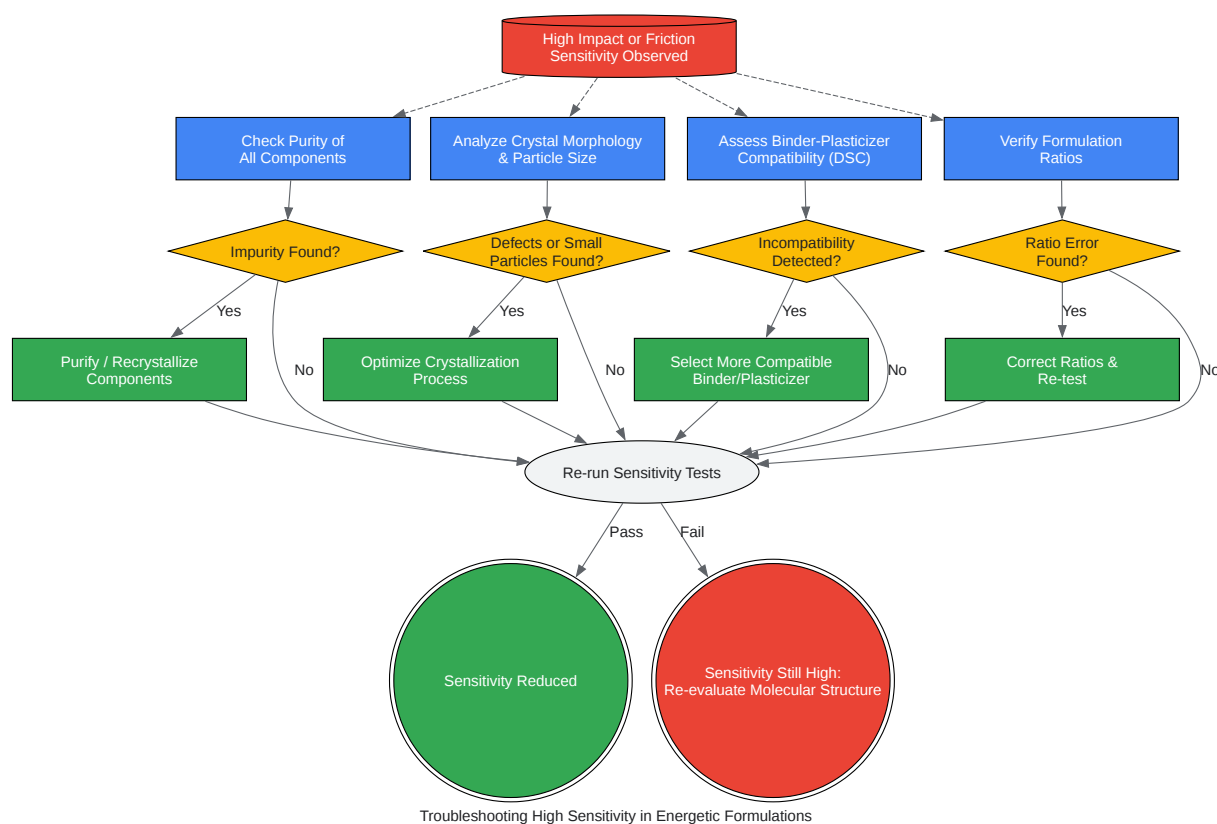 High Impact or Friction
Sensitivity Observed
Check Purity of
All Components
Analyze Crystal Morphology
& Particle Size
Assess Binder-Plasticizer
Compatibility (DSC)
Verify Formulation
Ratios
Impurity Found?
Defects or Small
Particles Found?
Incompatibility
Detected?
Ratio Error
Found?
Yes
Yes
Yes
Yes
Purify / Recrystallize
Components
No
Optimize Crystallization
Process
No
Select More Compatible
Binder/Plasticizer
No
Correct Ratios &
Re-test
No
Re-run Sensitivity Tests
Pass
Fail
Sensitivity Reduced
Sensitivity Still High:
Re-evaluate Molecular Structure
Troubleshooting High Sensitivity in Energetic Formulations